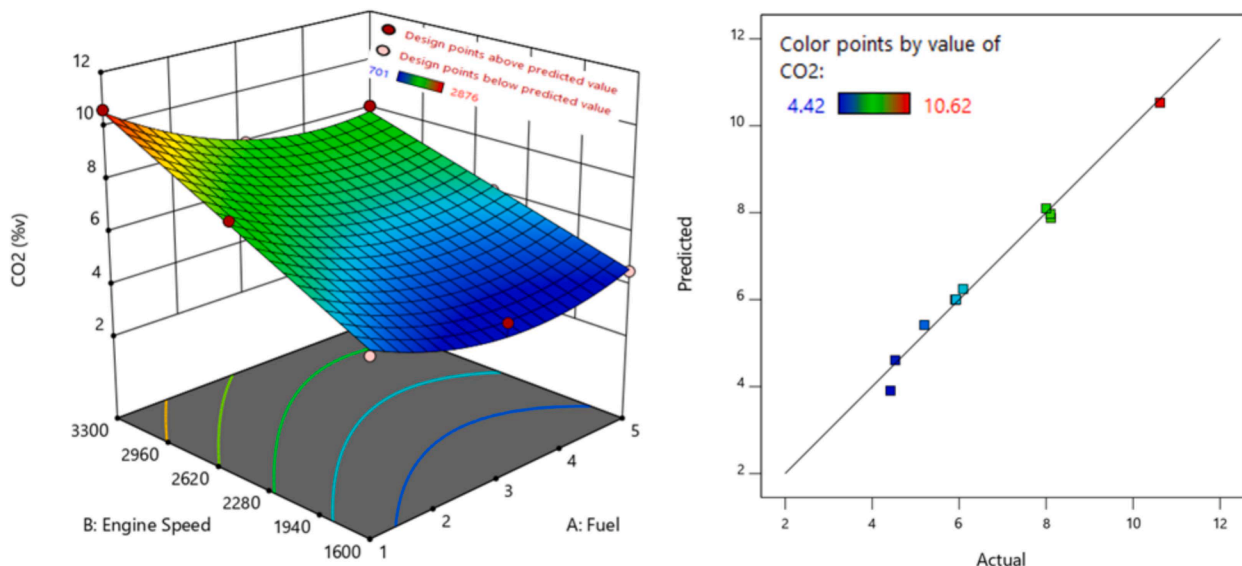 Design points above predicted value
Design points below predicted value
701 2876
12
10
8
6
4
2
CO2 (%v)
3300
2960
2620
2280
1940
1600
B: Engine Speed
1
2
3
4
5
A: Fuel
Color points by value of
CO2:
4.42 10.62
12
10
8
6
4
2
Predicted
2 4 6 8 10 12
Actual